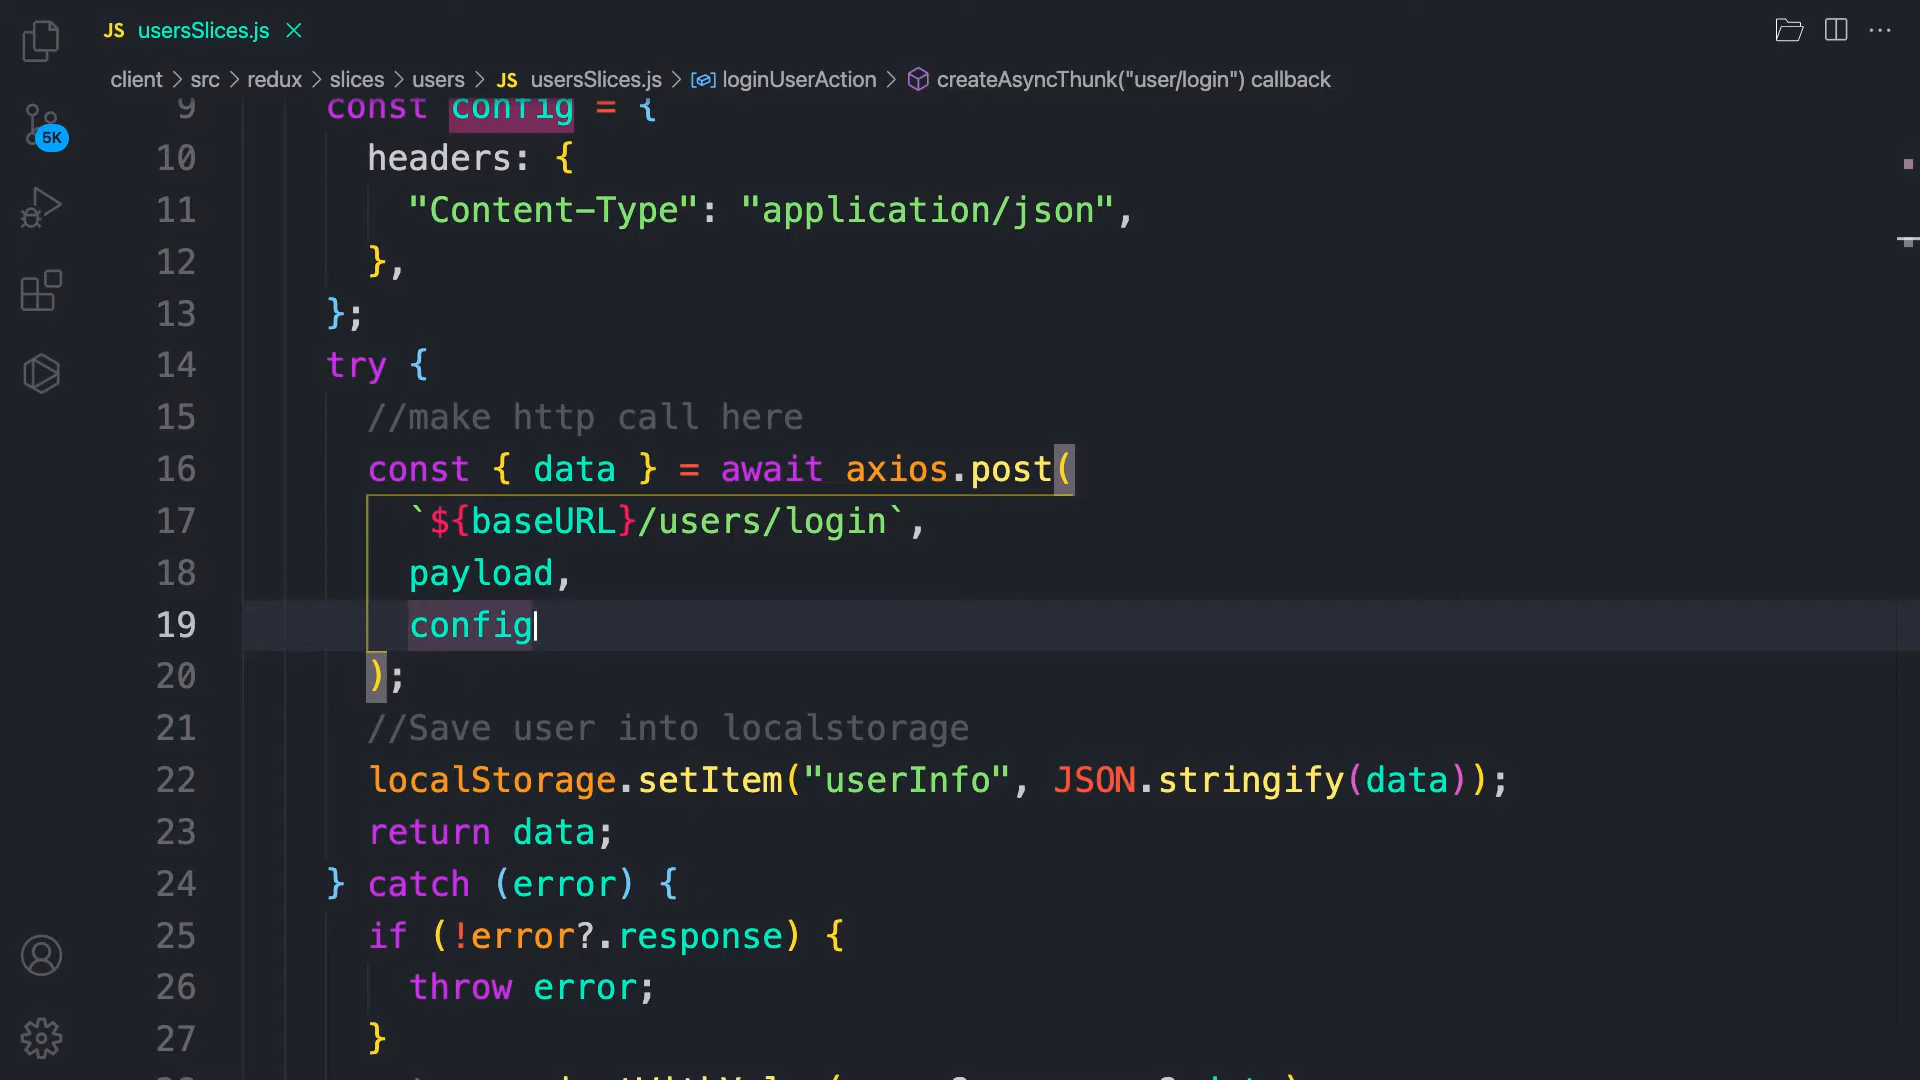 JS usersSlices.js
client > src > redux > slices > users > JS usersSlices.js > loginUserAction > createAsyncThunk("user/login") callback
5K
9 const config = {
10 headers: {
11 "Content-Type": "application/json",
12 },
13 };
14 try {
15 //make http call here
16 const { data } = await axios.post(
17 `${baseURL}/users/login`,
18 payload,
19 config
20 );
21 //Save user into localstorage
22 localStorage.setItem("userInfo", JSON.stringify(data));
23 return data;
24 } catch (error) {
25 if (!error?.response) {
26 throw error;
27 }